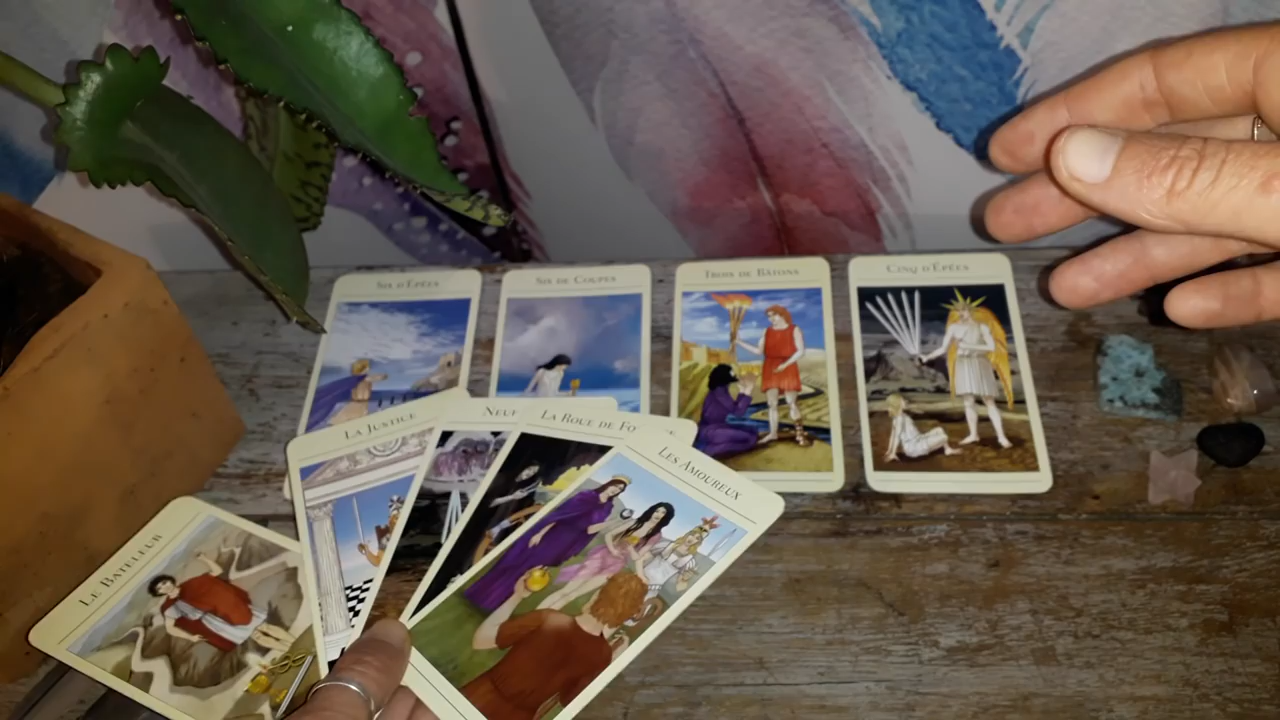 SIX D'ÉPÉES
SIX DE COUPES
TROIS DE BÂTONS
CINQ D'ÉPÉES
LA JUSTICE
LA ROUE DE
LES AMOUREUX
LE BATELEUR